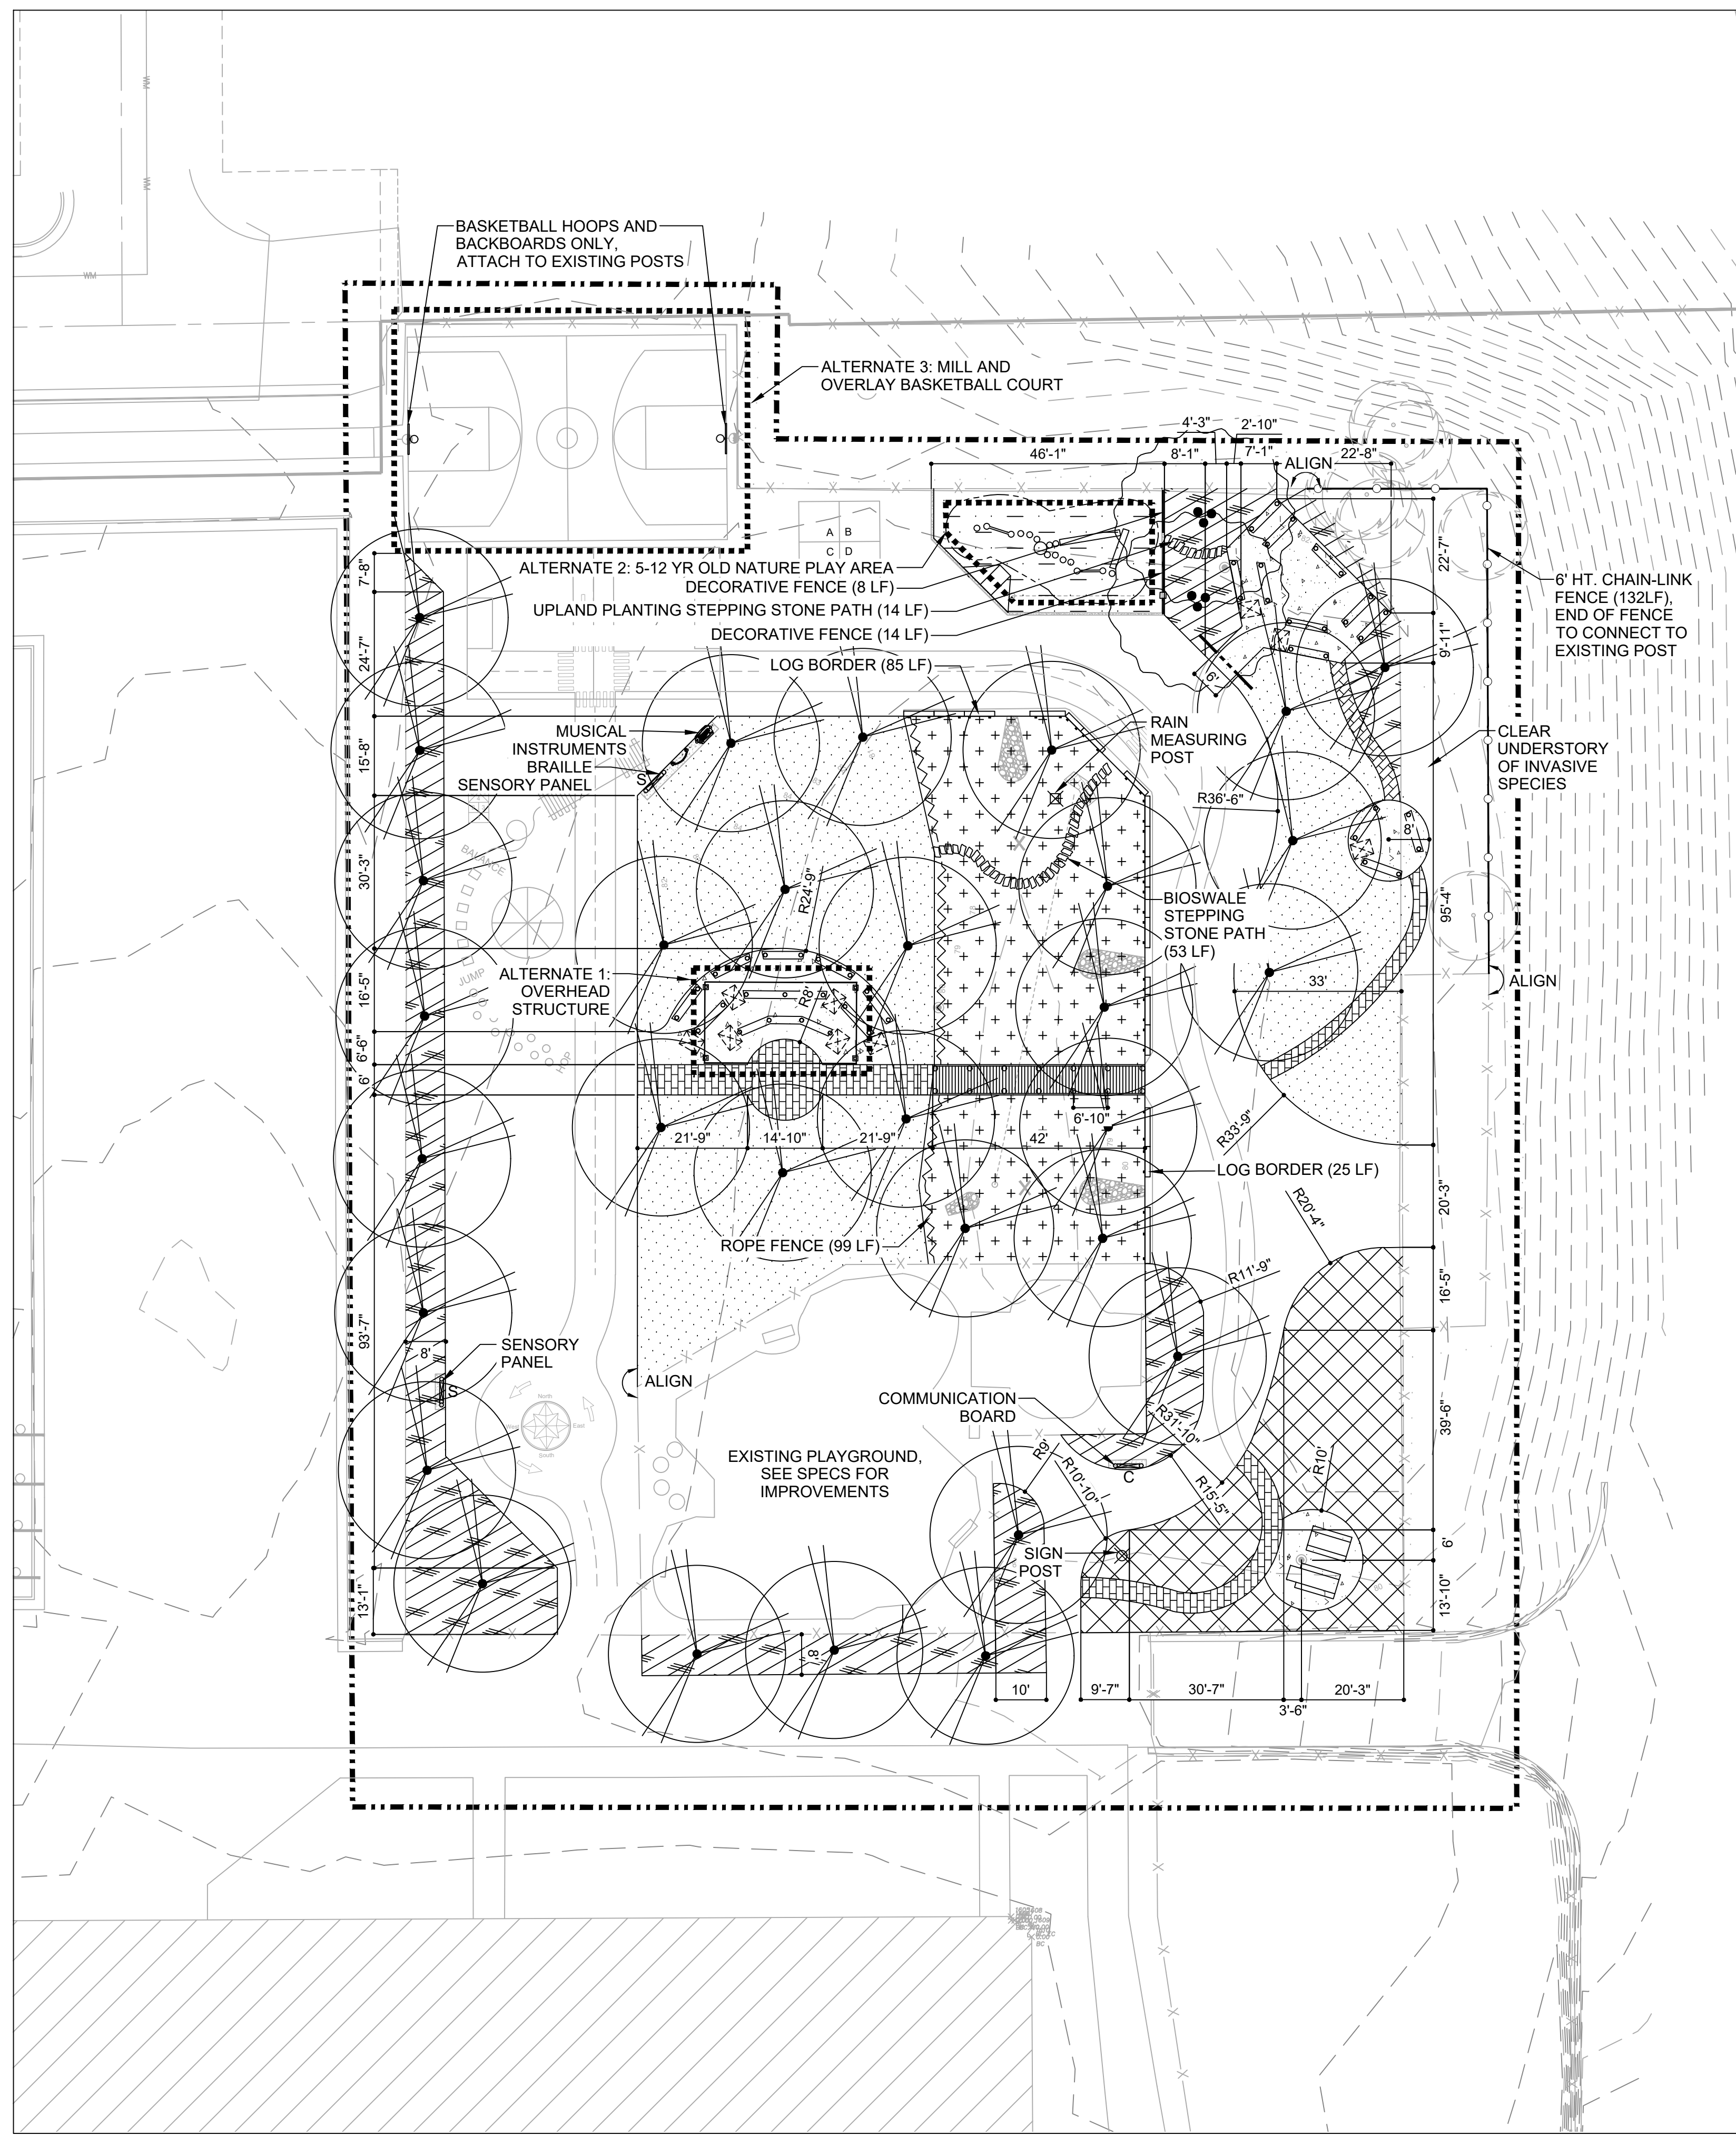 WM
WM
WM
BASKETBALL HOOPS AND
BACKBOARDS ONLY,
ATTACH TO EXISTING POSTS
ALTERNATE 3: MILL AND
OVERLAY BASKETBALL COURT
4'-3"
2'-10"
46'-1"
8'-1"
7'-1"
22'-8"
ALIGN
A B
C D
ALTERNATE 2: 5-12 YR OLD NATURE PLAY AREA
DECORATIVE FENCE (8 LF)
UPLAND PLANTING STEPPING STONE PATH (14 LF)
DECORATIVE FENCE (14 LF)
LOG BORDER (85 LF)
22'-7"
9'-11"
6'
6' HT. CHAIN-LINK
FENCE (132LF),
END OF FENCE
TO CONNECT TO
EXISTING POST
7'-8"
24'-7"
15'-8"
30'-3"
16'-5"
6'-6"
6'
93'-7"
13'-1"
MUSICAL
INSTRUMENTS
BRAILLE
SENSORY PANEL
S
RAIN
MEASURING
POST
CLEAR
UNDERSTORY
OF INVASIVE
SPECIES
R36'-6"
8'
BALANCE
JUMP
HOP
R24'-9"
BIOSWALE
STEPPING
STONE PATH
(53 LF)
95'-4"
ALTERNATE 1:
OVERHEAD
STRUCTURE
R8'
33'
ALIGN
6'-10"
21'-9"
14'-10"
21'-9"
42'
R33'-9"
LOG BORDER (25 LF)
R20'-4"
20'-3"
ROPE FENCE (99 LF)
R11'-9"
16'-5"
8'
SENSORY
PANEL
S
ALIGN
North
West
East
South
COMMUNICATION
BOARD
C
R31'-10"
39'-6"
EXISTING PLAYGROUND,
SEE SPECS FOR
IMPROVEMENTS
R9'
R10'-10"
R15'-5"
R10'
SIGN
POST
6'
13'-10"
8'
10'
9'-7"
30'-7"
3'-6"
20'-3"